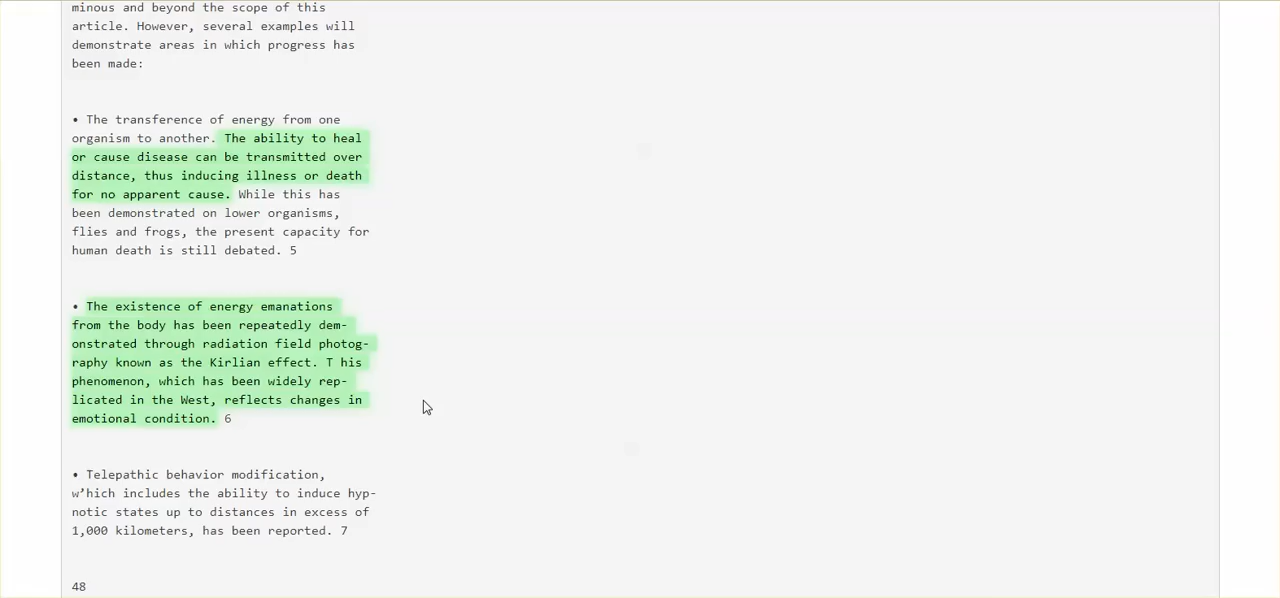 minous and beyond the scope of this
article. However, several examples will
demonstrate areas in which progress has
been made:
• The transference of energy from one
organism to another. The ability to heal
or cause disease can be transmitted over
distance, thus inducing illness or death
for no apparent cause. While this has
been demonstrated on lower organisms,
flies and frogs, the present capacity for
human death is still debated. 5
• The existence of energy emanations
from the body has been repeatedly dem-
onstrated through radiation field photog-
raphy known as the Kirlian effect. T his
phenomenon, which has been widely rep-
licated in the West, reflects changes in
emotional condition. 6
• Telepathic behavior modification,
w’hich includes the ability to induce hyp-
notic states up to distances in excess of
1,000 kilometers, has been reported. 7
48